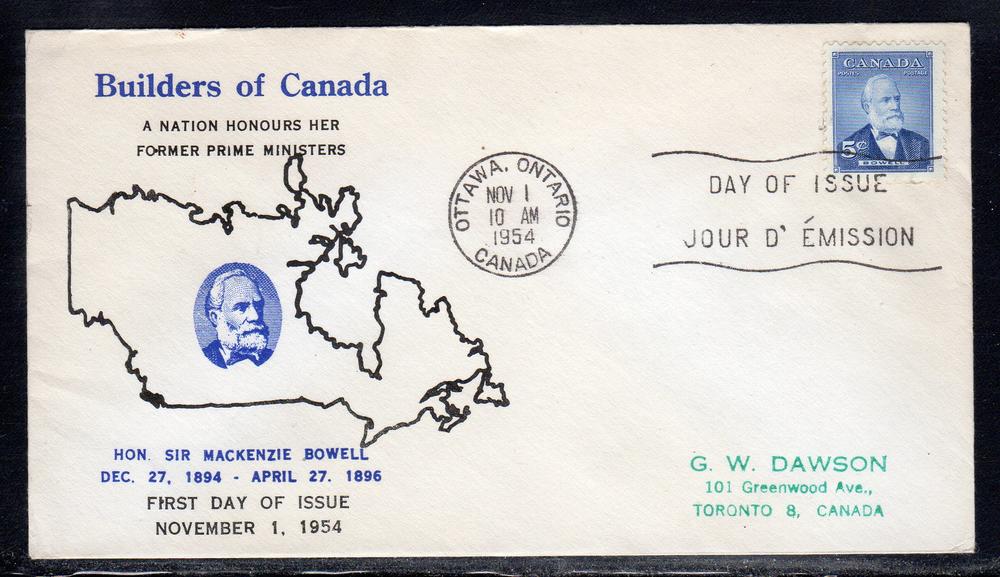 Builders of Canada
A NATION HONOURS HER
FORMER PRIME MINISTERS
HON. SIR MACKENZIE BOWELL
DEC. 27, 1894 - APRIL 27. 1896
FIRST DAY OF ISSUE
NOVEMBER 1, 1954
OTTAWA, ONTARIO
NOV 1
10 AM
1954
CANADA
CANADA
POSTES POSTAGE
5¢
BOWELL
DAY OF ISSUE
JOUR D' ÉMISSION
G. W. DAWSON
101 Greenwood Ave.,
TORONTO 8, CANADA